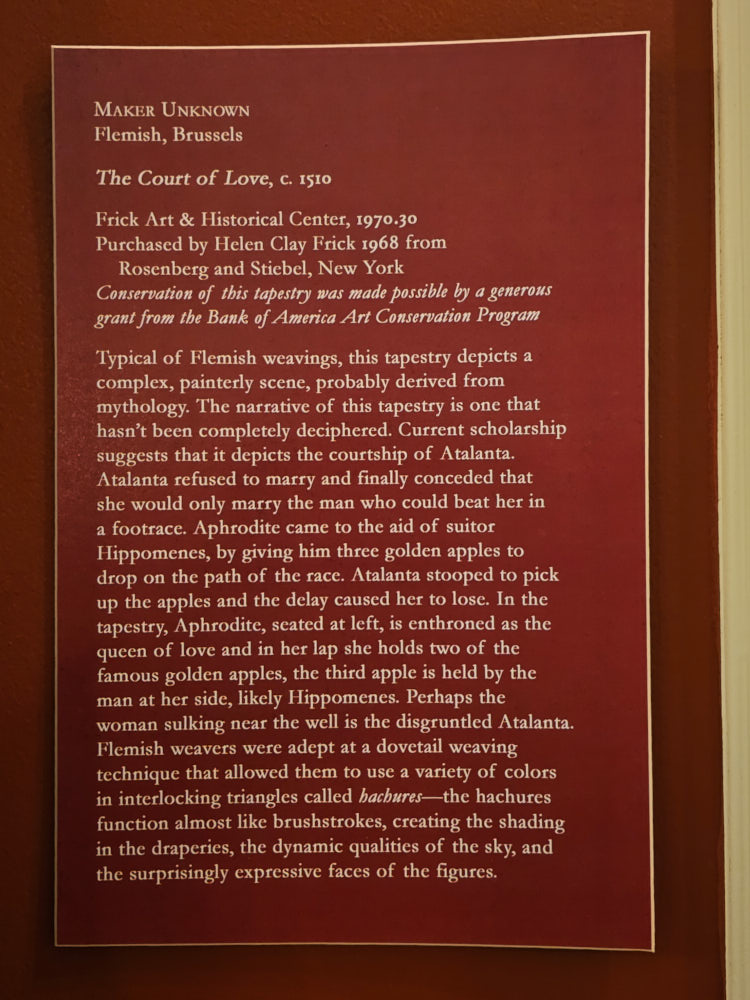 MAKER UNKNOWN
Flemish, Brussels
The Court of Love, c. 1510
Frick Art & Historical Center, 1970.30
Purchased by Helen Clay Frick 1968 from
Rosenberg and Stiebel, New York
Conservation of this tapestry was made possible by a generous
grant from the Bank of America Art Conservation Program
Typical of Flemish weavings, this tapestry depicts a
complex, painterly scene, probably derived from
mythology. The narrative of this tapestry is one that
hasn't been completely deciphered. Current scholarship
suggests that it depicts the courtship of Atalanta.
Atalanta refused to marry and finally conceded that
she would only marry the man who could beat her in
a footrace. Aphrodite came to the aid of suitor
Hippomenes, by giving him three golden apples to
drop on the path of the race. Atalanta stooped to pick
up the apples and the delay caused her to lose. In the
tapestry, Aphrodite, seated at left, is enthroned as the
queen of love and in her lap she holds two of the
famous golden apples, the third apple is held by the
man at her side, likely Hippomenes. Perhaps the
woman sulking near the well is the disgruntled Atalanta.
Flemish weavers were adept at a dovetail weaving
technique that allowed them to use a variety of colors
in interlocking triangles called hachures—the hachures
function almost like brushstrokes, creating the shading
in the draperies, the dynamic qualities of the sky, and
the surprisingly expressive faces of the figures.